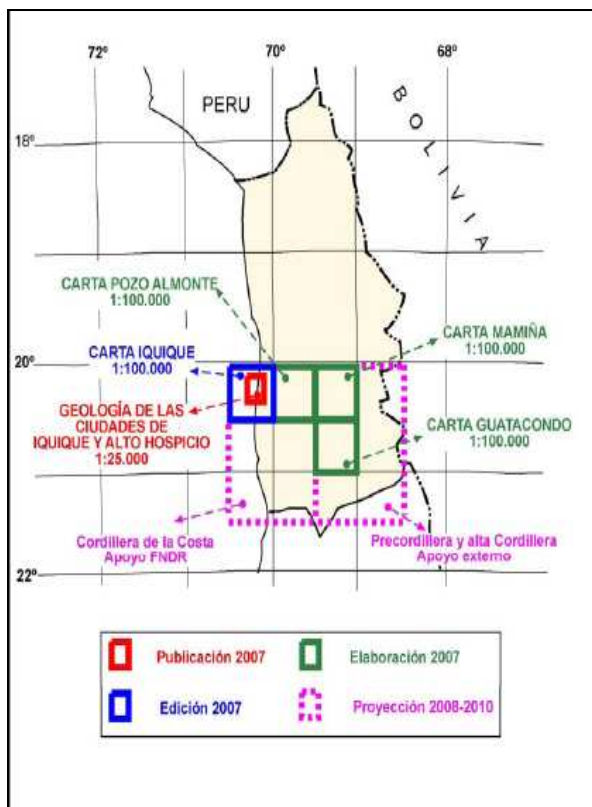 72º 70º 68º
PERU
BOLIVIA
18º
CARTA POZO ALMONTE
1:100.000
CARTA MAMIÑA
1:100.000
20º
CARTA IQUIQUE
1:100.000
GEOLOGÍA DE LAS
CIUDADES DE
IQUIQUE Y ALTO HOSPICIO
1:25.000
CARTA GUATACONDO
1:100.000
Cordillera de la Costa
Apoyo FNDR
Precordillera y alta Cordillera
Apoyo externo
22º
Publicación 2007
Elaboración 2007
Edición 2007
Proyección 2008-2010